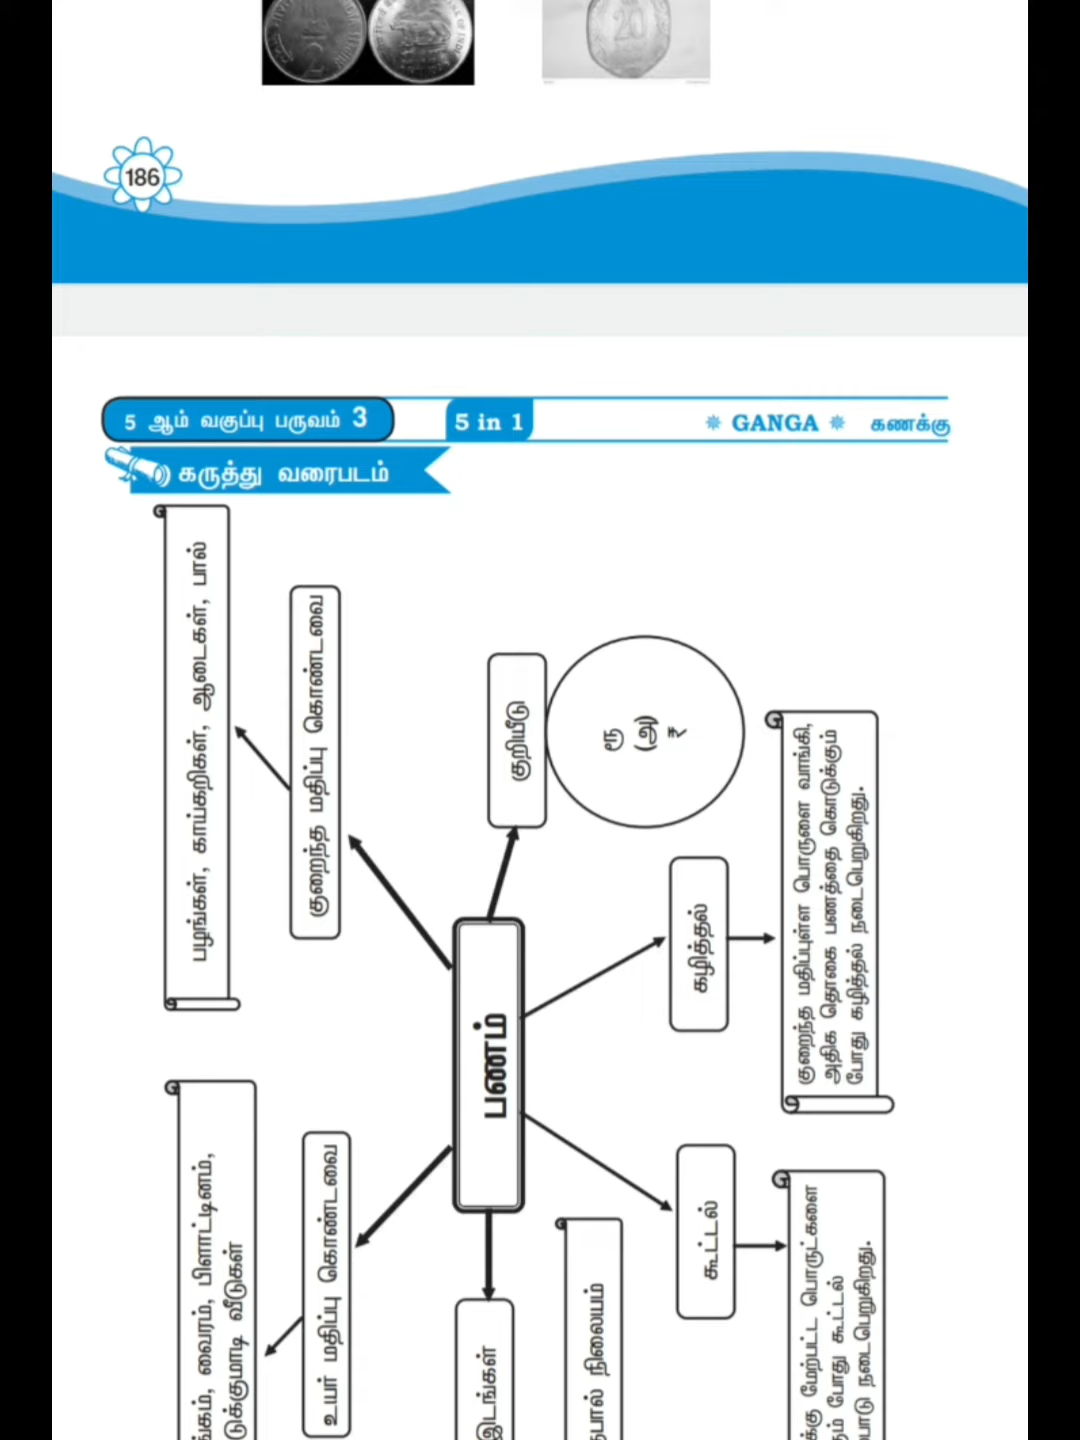 20
186
5 ஆம் வகுப்பு பருவம் 3
5 in 1
GANGA
கணக்கு
கருத்து வரைபடம்
பழங்கள், காய்கறிகள், ஆடைகள், பால்
குறைந்த மதிப்பு கொண்டவை
குறியீடு
ரூ
(அ)
₹
குறைந்த மதிப்புள்ள பொருளை வாங்கி,
அதிக தொகை பணத்தை கொடுக்கும்
போது கழித்தல் நடைபெறுகிறது.
கழித்தல்
பணம்
வைரம், பிளாட்டினம்,
வீடுகள்
உயர் மதிப்பு கொண்டவை
இடங்கள்
நிலையம்
கூட்டல்
மேற்பட்ட பொருட்களை
போது கூட்டல்
நடைபெறுகிறது.